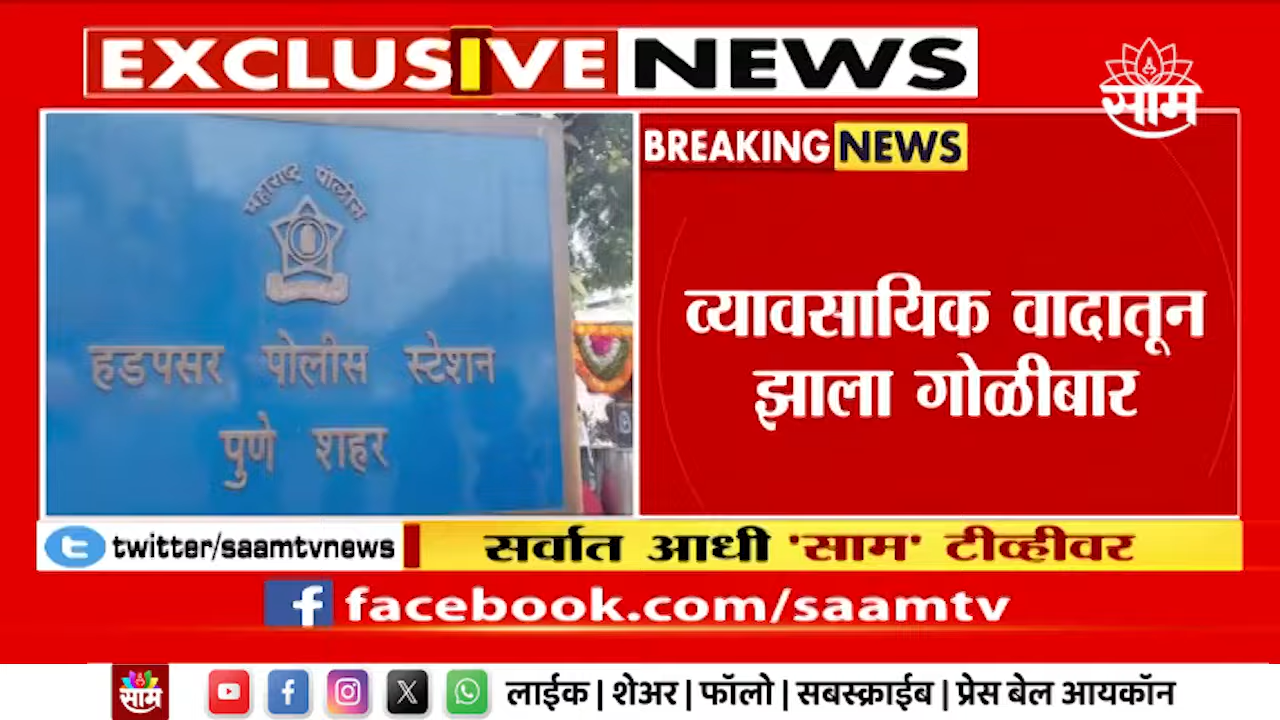 EXCLUSIVE NEWS
साम
BREAKING NEWS
महाराष्ट्र पोलीस
हडपसर पोलीस स्टेशन
पुणे शहर
व्यावसायिक वादातून
झाला गोळीबार
twitter/saamtvnews
सर्वात आधी 'साम' टीव्हीवर
facebook.com/saamtv
साम
लाईक | शेअर | फॉलो | सबस्क्राईब | प्रेस बेल आयकॉन